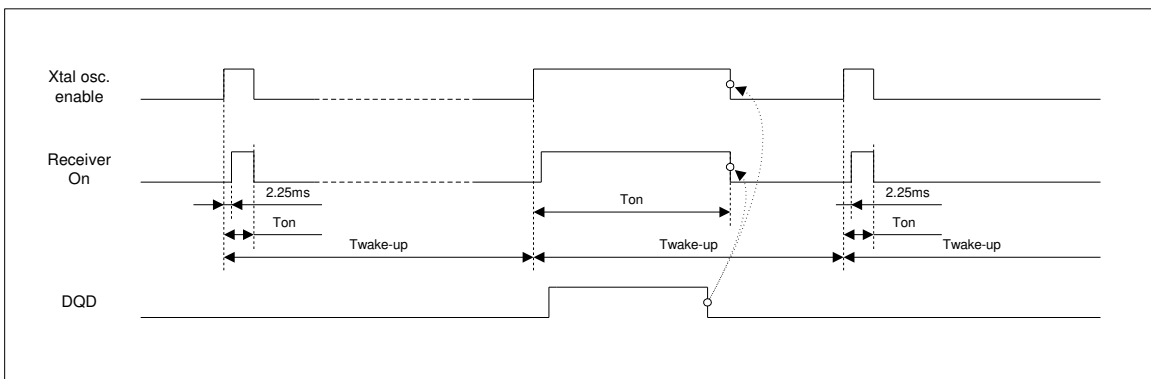 Xtal osc.
enable
Receiver
On
2.25ms
2.25ms
Ton
Ton
Ton
Twake-up
Twake-up
Twake-up
DQD